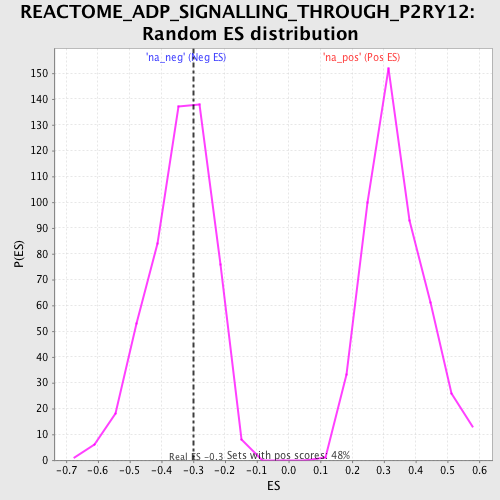 REACTOME_ADP_SIGNALLING_THROUGH_P2RY12:
Random ES distribution
'na_neg' (Neg ES)
'na_pos' (Pos ES)
150
140
130
120
110
100
90
80
70
60
50
40
30
20
10
0
P(ES)
Real ES -0.3
Sets with pos scores: 48%
-0.7 -0.6 -0.5 -0.4 -0.3 -0.2 -0.1 0.0 0.1 0.2 0.3 0.4 0.5 0.6
ES